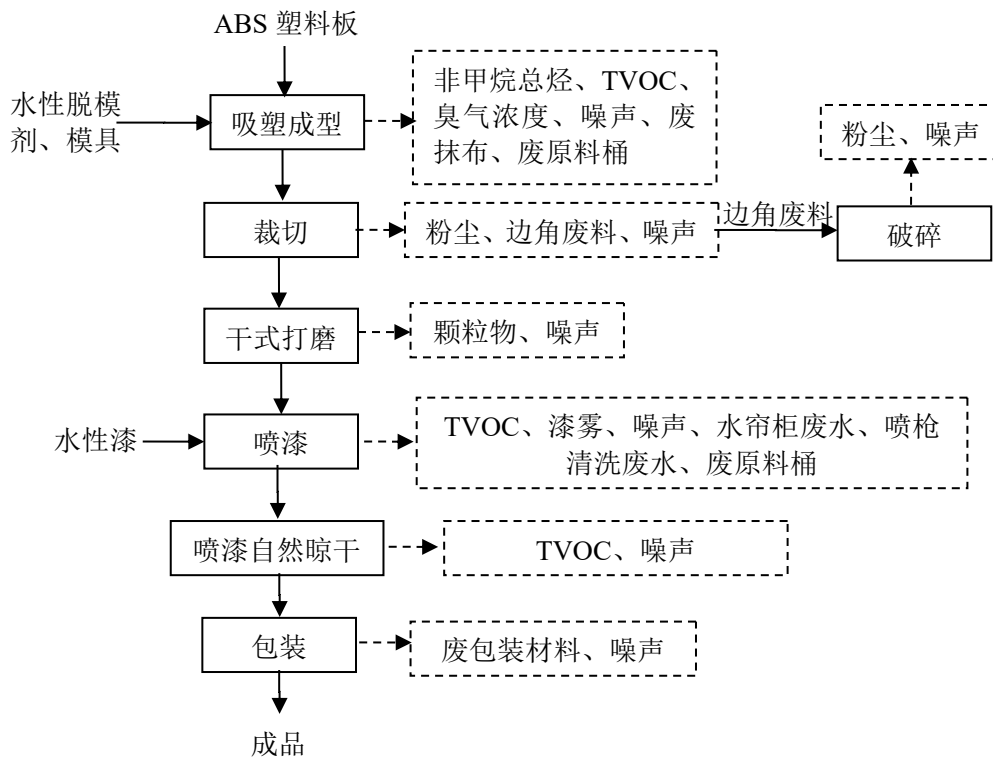 ABS 塑料板
水性脱模
剂、模具
吸塑成型
非甲烷总烃、TVOC、
臭气浓度、噪声、废
抹布、废原料桶
粉尘、噪声
裁切
粉尘、边角废料、噪声
边角废料
破碎
干式打磨
颗粒物、噪声
水性漆
喷漆
TVOC、漆雾、噪声、水帘柜废水、喷枪
清洗废水、废原料桶
喷漆自然晾干
TVOC、噪声
包装
废包装材料、噪声
成品